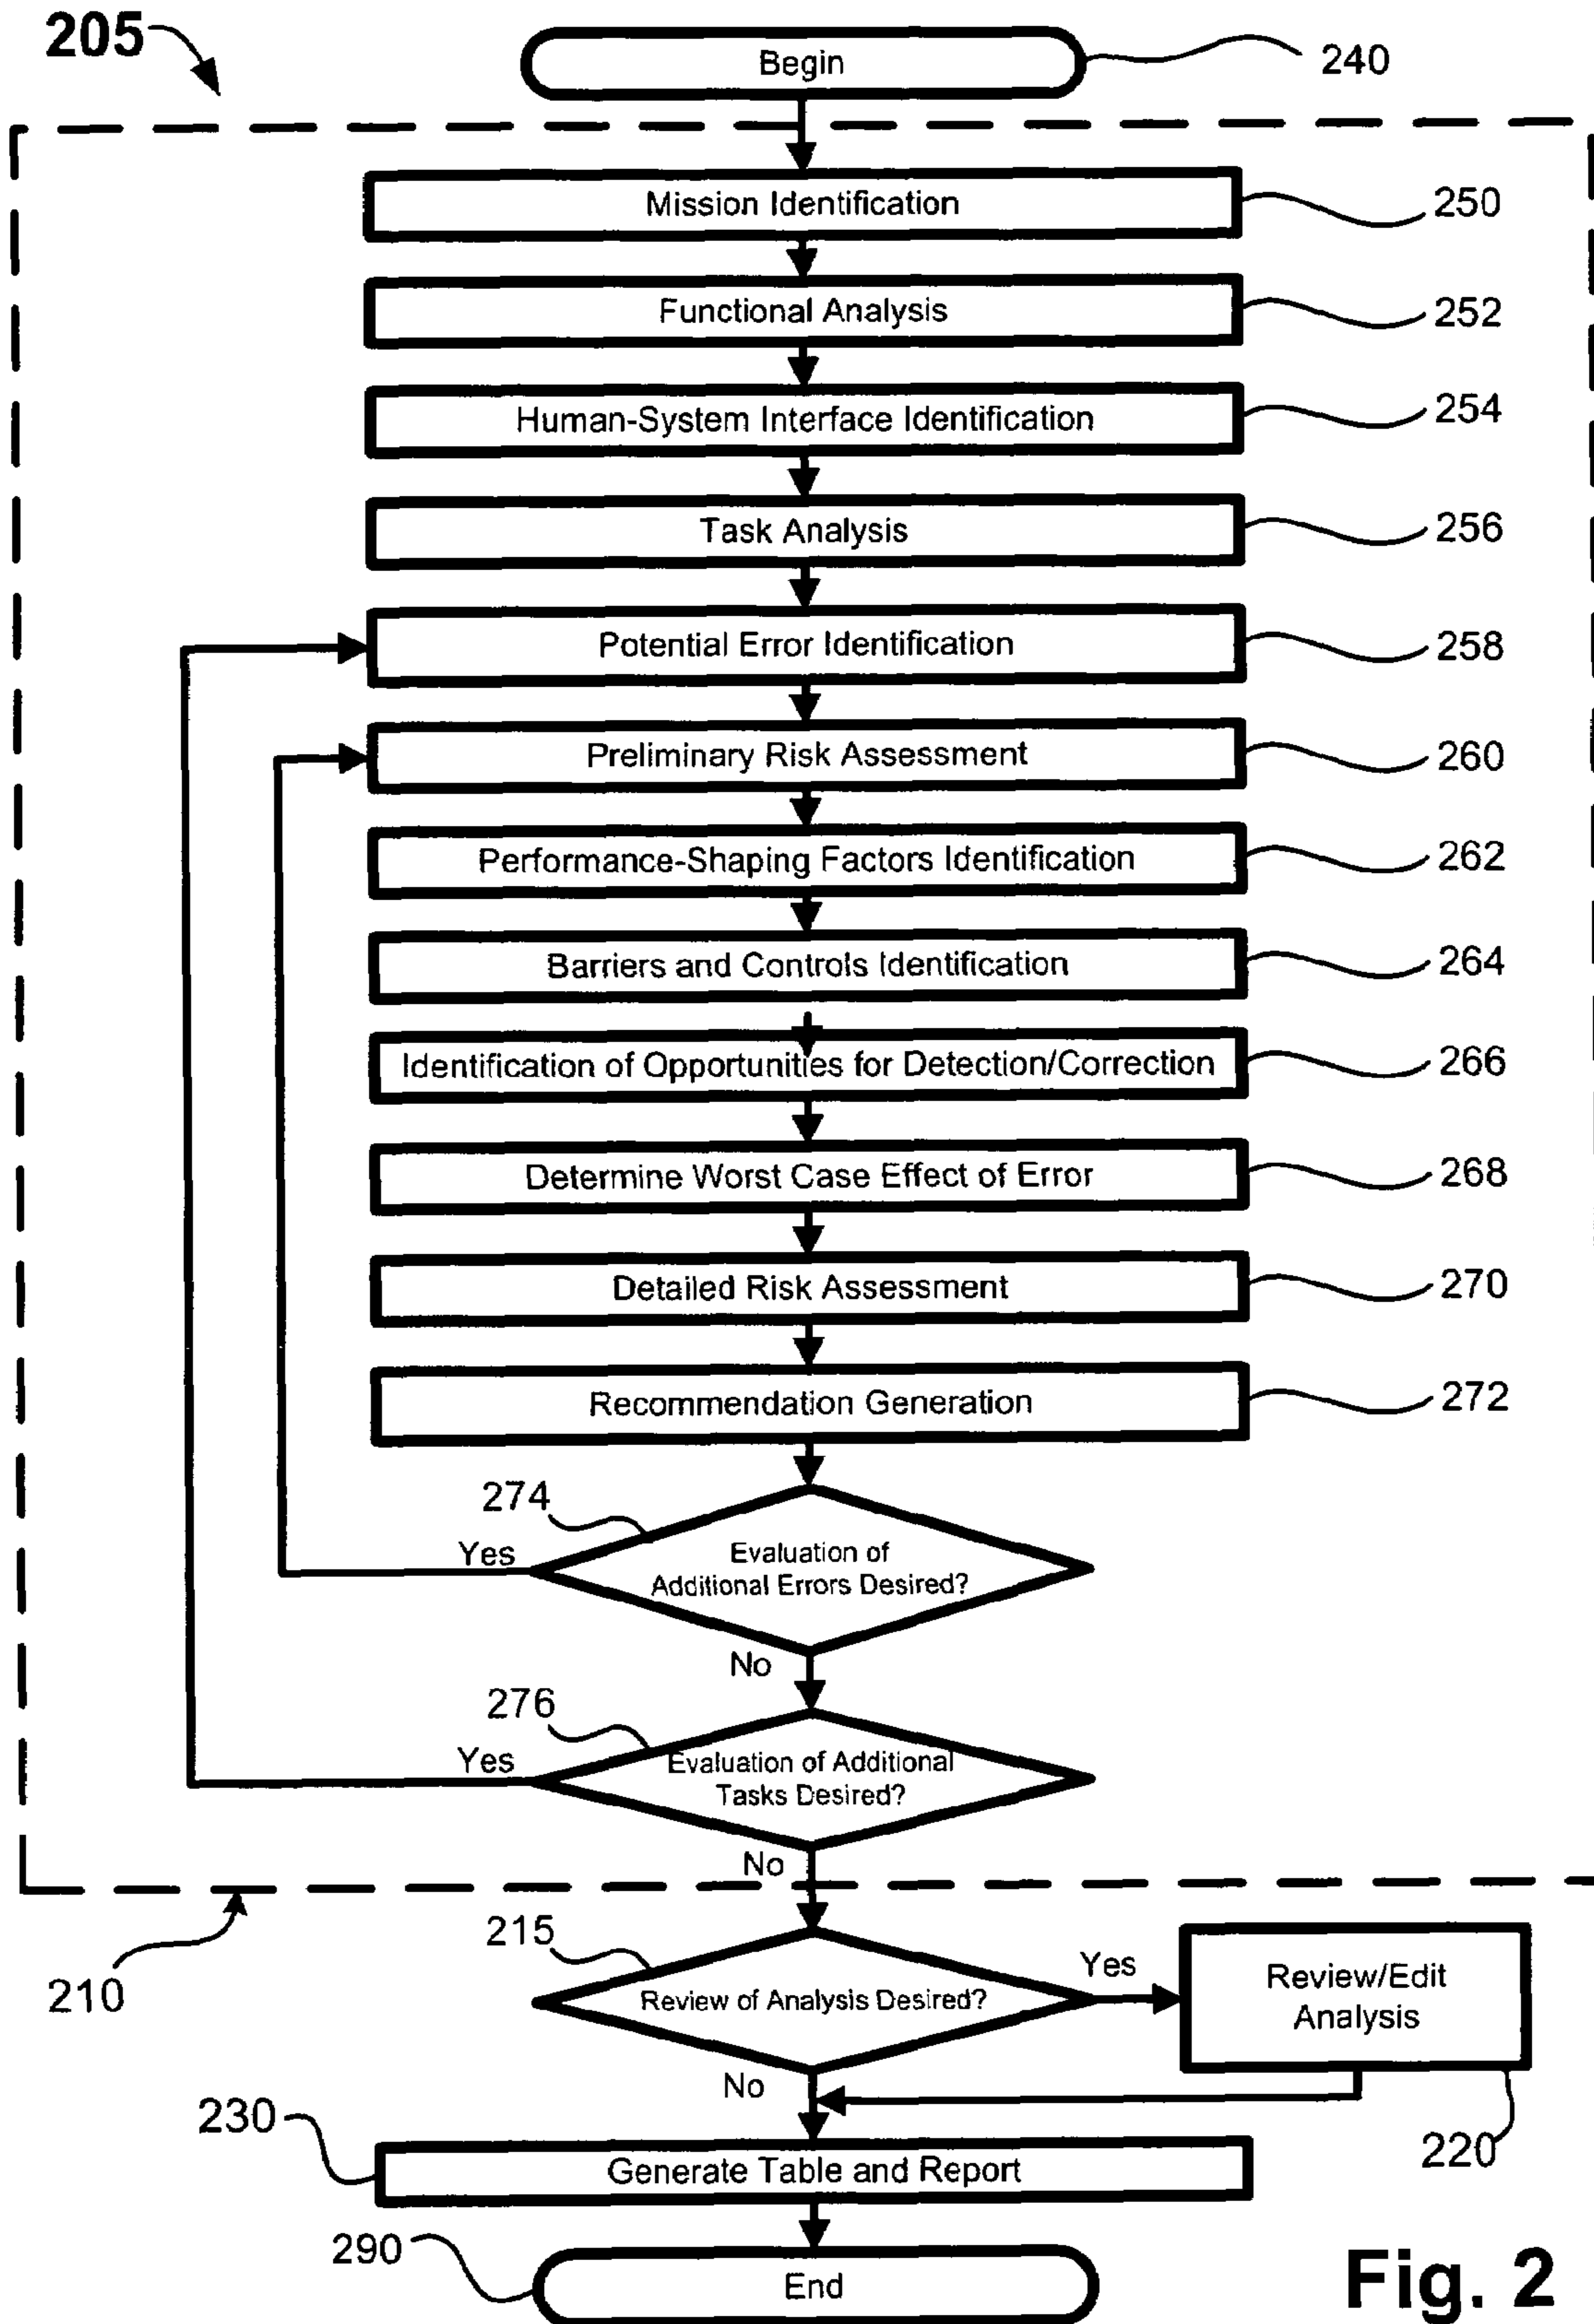 205
Begin
240
Mission Identification
250
Functional Analysis
252
Human-System Interface Identification
254
Task Analysis
256
Potential Error Identification
258
Preliminary Risk Assessment
260
Performance-Shaping Factors Identification
262
Barriers and Controls Identification
264
Identification of Opportunities for Detection/Correction
266
Determine Worst Case Effect of Error
268
Detailed Risk Assessment
270
Recommendation Generation
272
274
Yes
Evaluation of
Additional Errors Desired?
No
276
Yes
Evaluation of Additional
Tasks Desired?
No
210
215
Review of Analysis Desired?
Yes
Review/Edit
Analysis
No
220
230
Generate Table and Report
290
End
Fig. 2